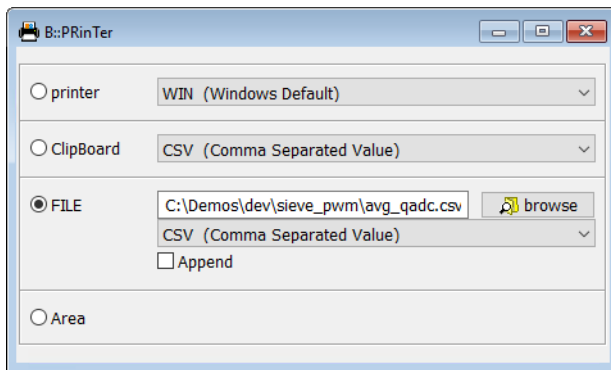 B::PRinTer
printer
WIN (Windows Default)
ClipBoard
CSV (Comma Separated Value)
FILE
C:\Demos\dev\sieve_pwm\avg_qadc.csv
browse
CSV (Comma Separated Value)
Append
Area